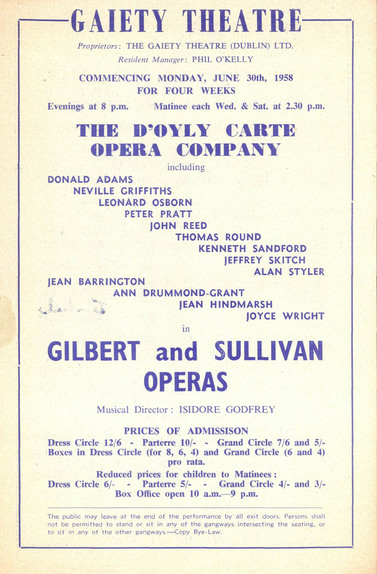 GAIETY THEATRE
Proprietors: THE GAIETY THEATRE (DUBLIN) LTD.
Resident Manager: PHIL O'KELLY
COMMENCING MONDAY, JUNE 30th, 1958
FOR FOUR WEEKS
Evenings at 8 p.m. Matinee each Wed. & Sat. at 2.30 p.m.
THE D'OYLY CARTE
OPERA COMPANY
including
DONALD ADAMS
NEVILLE GRIFFITHS
LEONARD OSBORN
PETER PRATT
JOHN REED
THOMAS ROUND
KENNETH SANDFORD
JEFFREY SKITCH
ALAN STYLER
JEAN BARRINGTON
ANN DRUMMOND-GRANT
JEAN HINDMARSH
JOYCE WRIGHT
in
GILBERT and SULLIVAN
OPERAS
Musical Director: ISIDORE GODFREY
PRICES OF ADMISSISON
Dress Circle 12/6 - Parterre 10/- - Grand Circle 7/6 and 5/-
Boxes in Dress Circle (for 8, 6, 4) and Grand Circle (6 and 4)
pro rata.
Reduced prices for children to Matinees:
Dress Circle 6/- - Parterre 5/- - Grand Circle 4/- and 3/-
Box Office open 10 a.m.—9 p.m.
The public may leave at the end of the performance by all exit doors. Persons shall
not be permitted to stand or sit in any of the gangways intersecting the seating, or
to sit in any of the other gangways.—Copy Bye-Law.